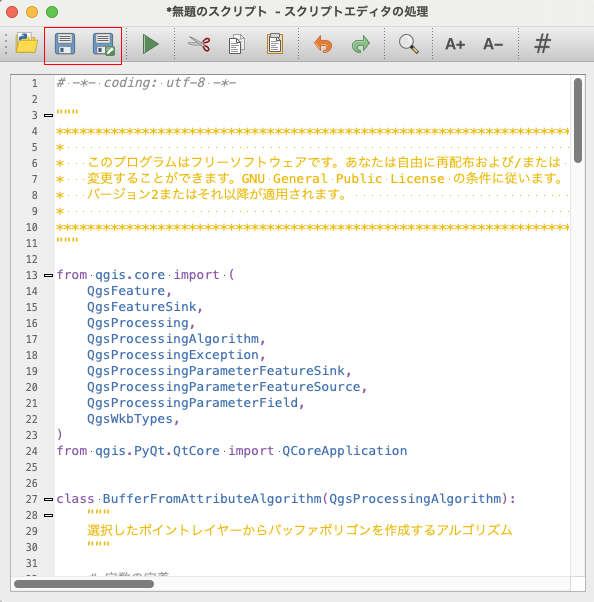 *無題のスクリプト - スクリプトエディタの処理
A+ A- #
1 # -*- coding: utf-8 -*-
2
3 """
4 ******************************************************************
5 *
6 * このプログラムはフリーソフトウェアです。あなたは自由に再配布および/または
7 * 変更することができます。GNU General Public License の条件に従います。
8 * バージョン2またはそれ以降が適用されます。
9 *
10 ******************************************************************
11 """
12
13 from qgis.core import (
14 QgsFeature,
15 QgsFeatureSink,
16 QgsProcessing,
17 QgsProcessingAlgorithm,
18 QgsProcessingException,
19 QgsProcessingParameterFeatureSink,
20 QgsProcessingParameterFeatureSource,
21 QgsProcessingParameterField,
22 QgsWkbTypes,
23 )
24 from qgis.PyQt.QtCore import QCoreApplication
25
26
27 class BufferFromAttributeAlgorithm(QgsProcessingAlgorithm):
28 """
29 選択したポイントレイヤーからバッファポリゴンを作成するアルゴリズム
30 """
31